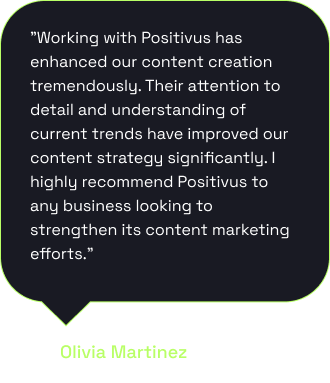 "Working with Positivus has
enhanced our content creation
tremendously. Their attention to
detail and understanding of
current trends have improved our
content strategy significantly. I
highly recommend Positivus to
any business looking to
strengthen its content marketing
efforts."
Olivia Martinez